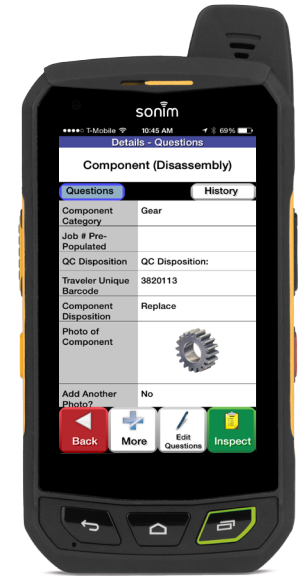 sonim
T-Mobile 10:45 AM 69%
Details - Questions
Component (Disassembly)
Questions History
Component Category Gear
Job # Pre-Populated
QC Disposition QC Disposition:
Traveler Unique Barcode 3820113
Component Disposition Replace
Photo of Component
Add Another Photo? No
Back More Edit Questions Inspect